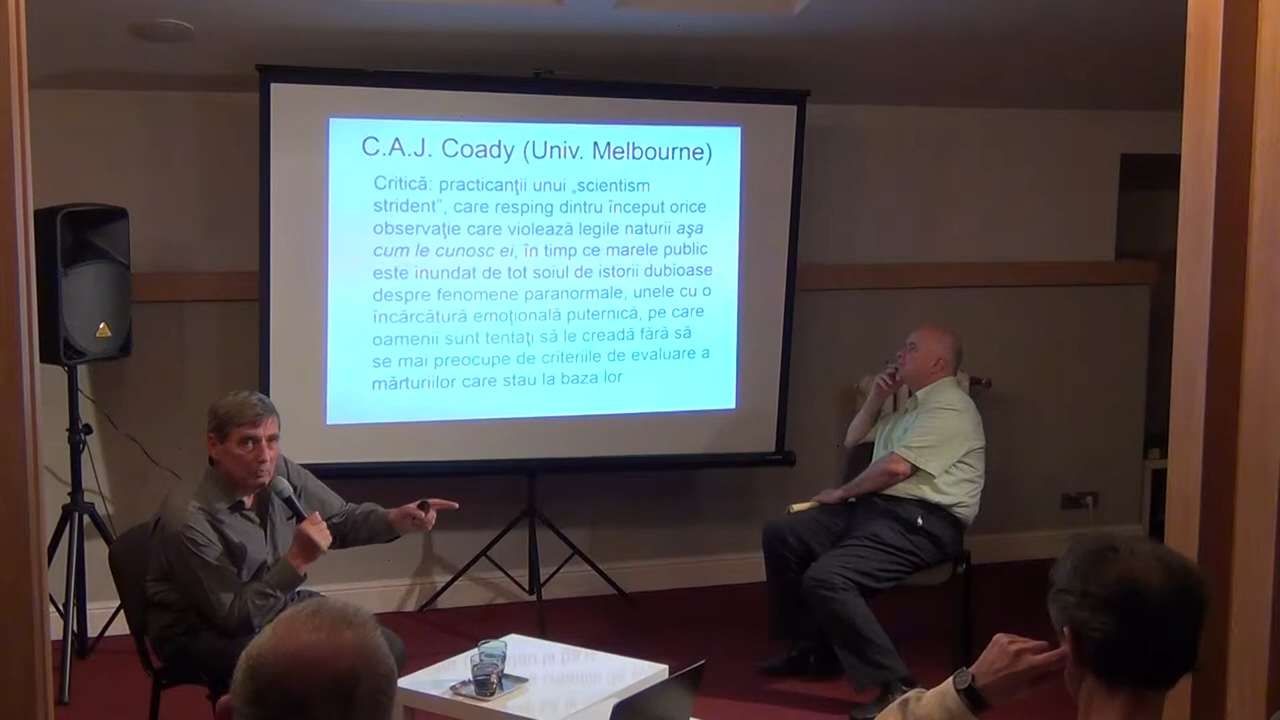 C.A.J. Coady (Univ. Melbourne)
Critică: practicanţii unui „scientism
strident”, care resping dintru început orice
observaţie care violează legile naturii aşa
cum le cunosc ei, în timp ce marele public
este inundat de tot soiul de istorii dubioase
despre fenomene paranormale, unele cu o
încărcătură emoţională puternică, pe care
oamenii sunt tentaţi să le creadă fără să
se mai preocupe de criteriile de evaluare a
mărturiilor care stau la baza lor